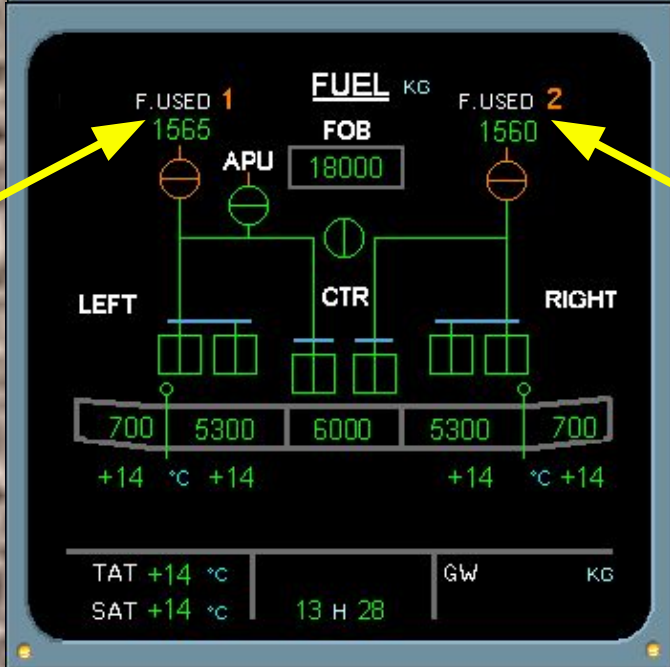 FUEL KG
F.USED 1 F.USED 2
1565 FOB 1560
APU 18000
LEFT CTR RIGHT
700 5300 6000 5300 700
+14 °C +14 +14 °C +14
TAT +14 °C GW KG
SAT +14 °C 13 H 28